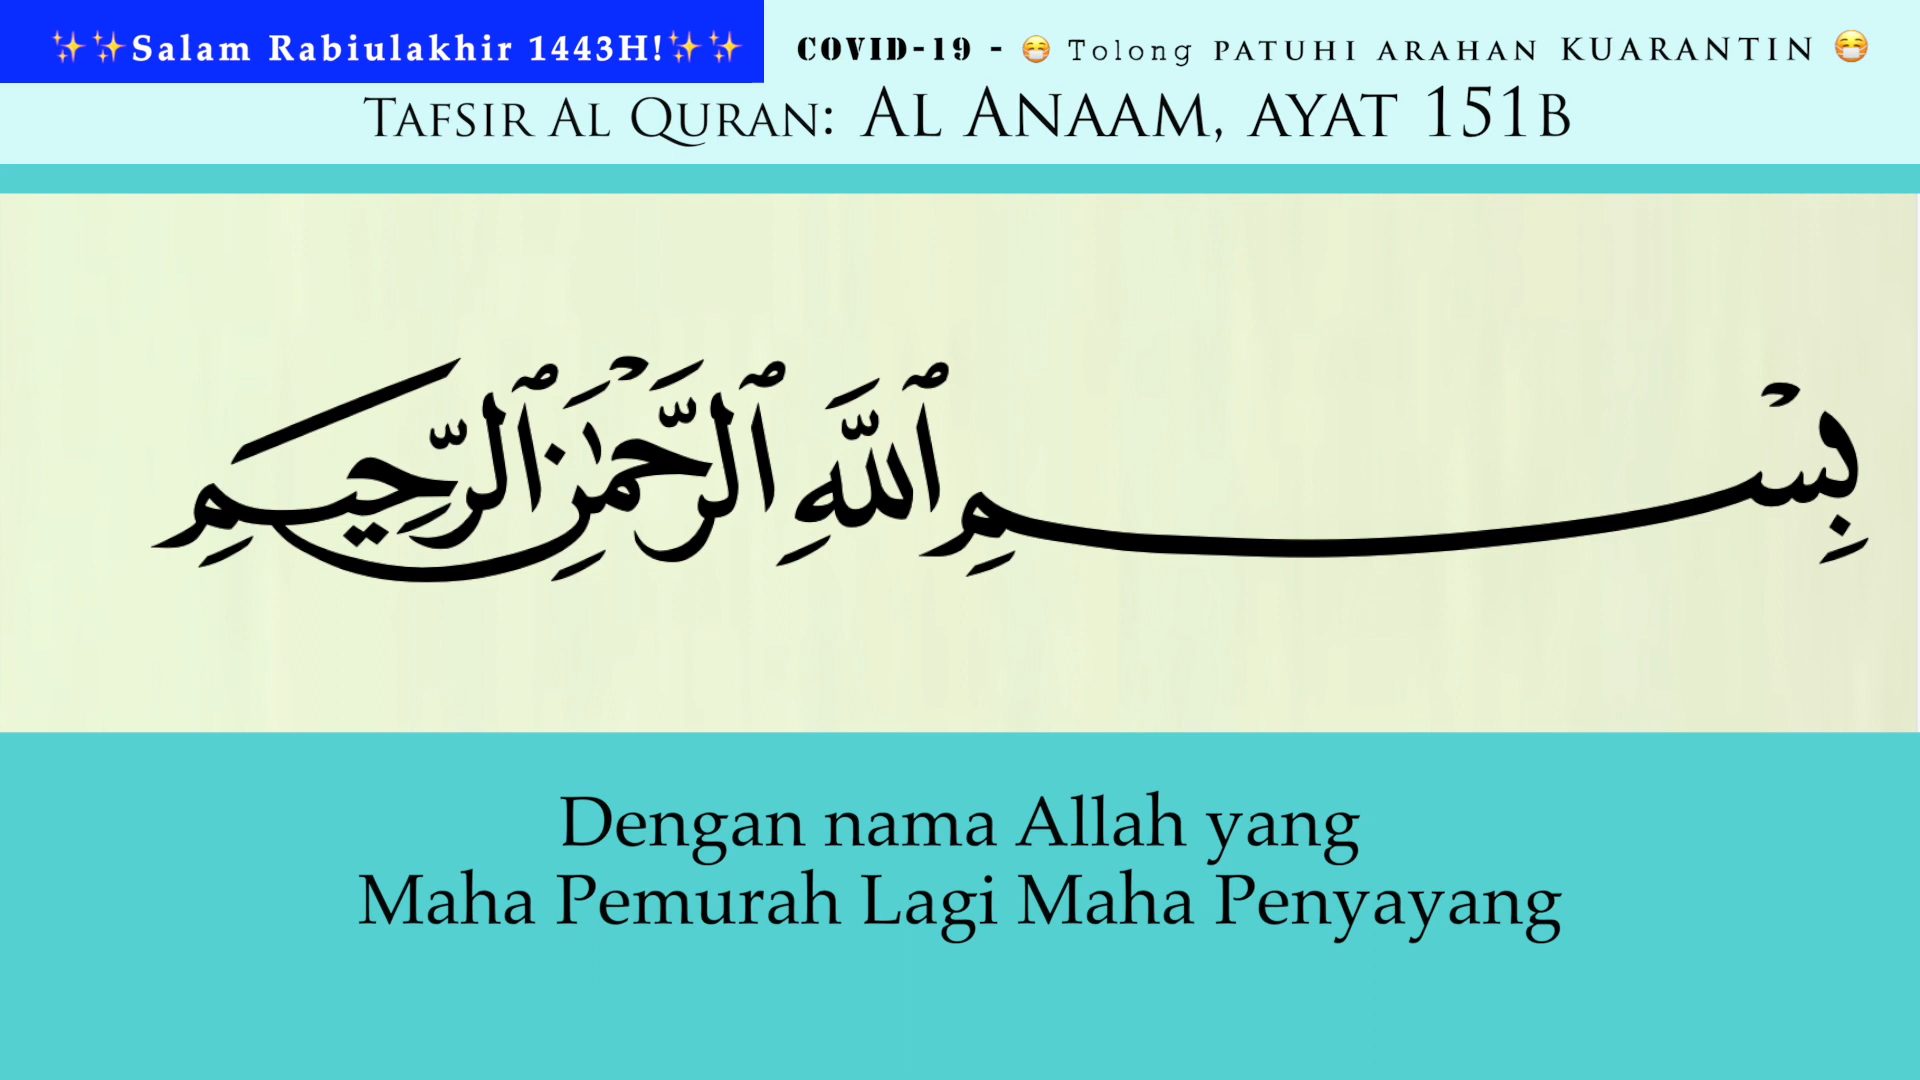 ✨✨Salam Rabiulakhir 1443H!✨✨
COVID-19 - 😷 Tolong PATUHI ARAHAN KUARANTIN 😷
Tafsir Al Quran: Al Anaam, ayat 151b
بِسْمِ ٱللَّهِ ٱلرَّحْمَٰنِ ٱلرَّحِيمِ
Dengan nama Allah yang
Maha Pemurah Lagi Maha Penyayang